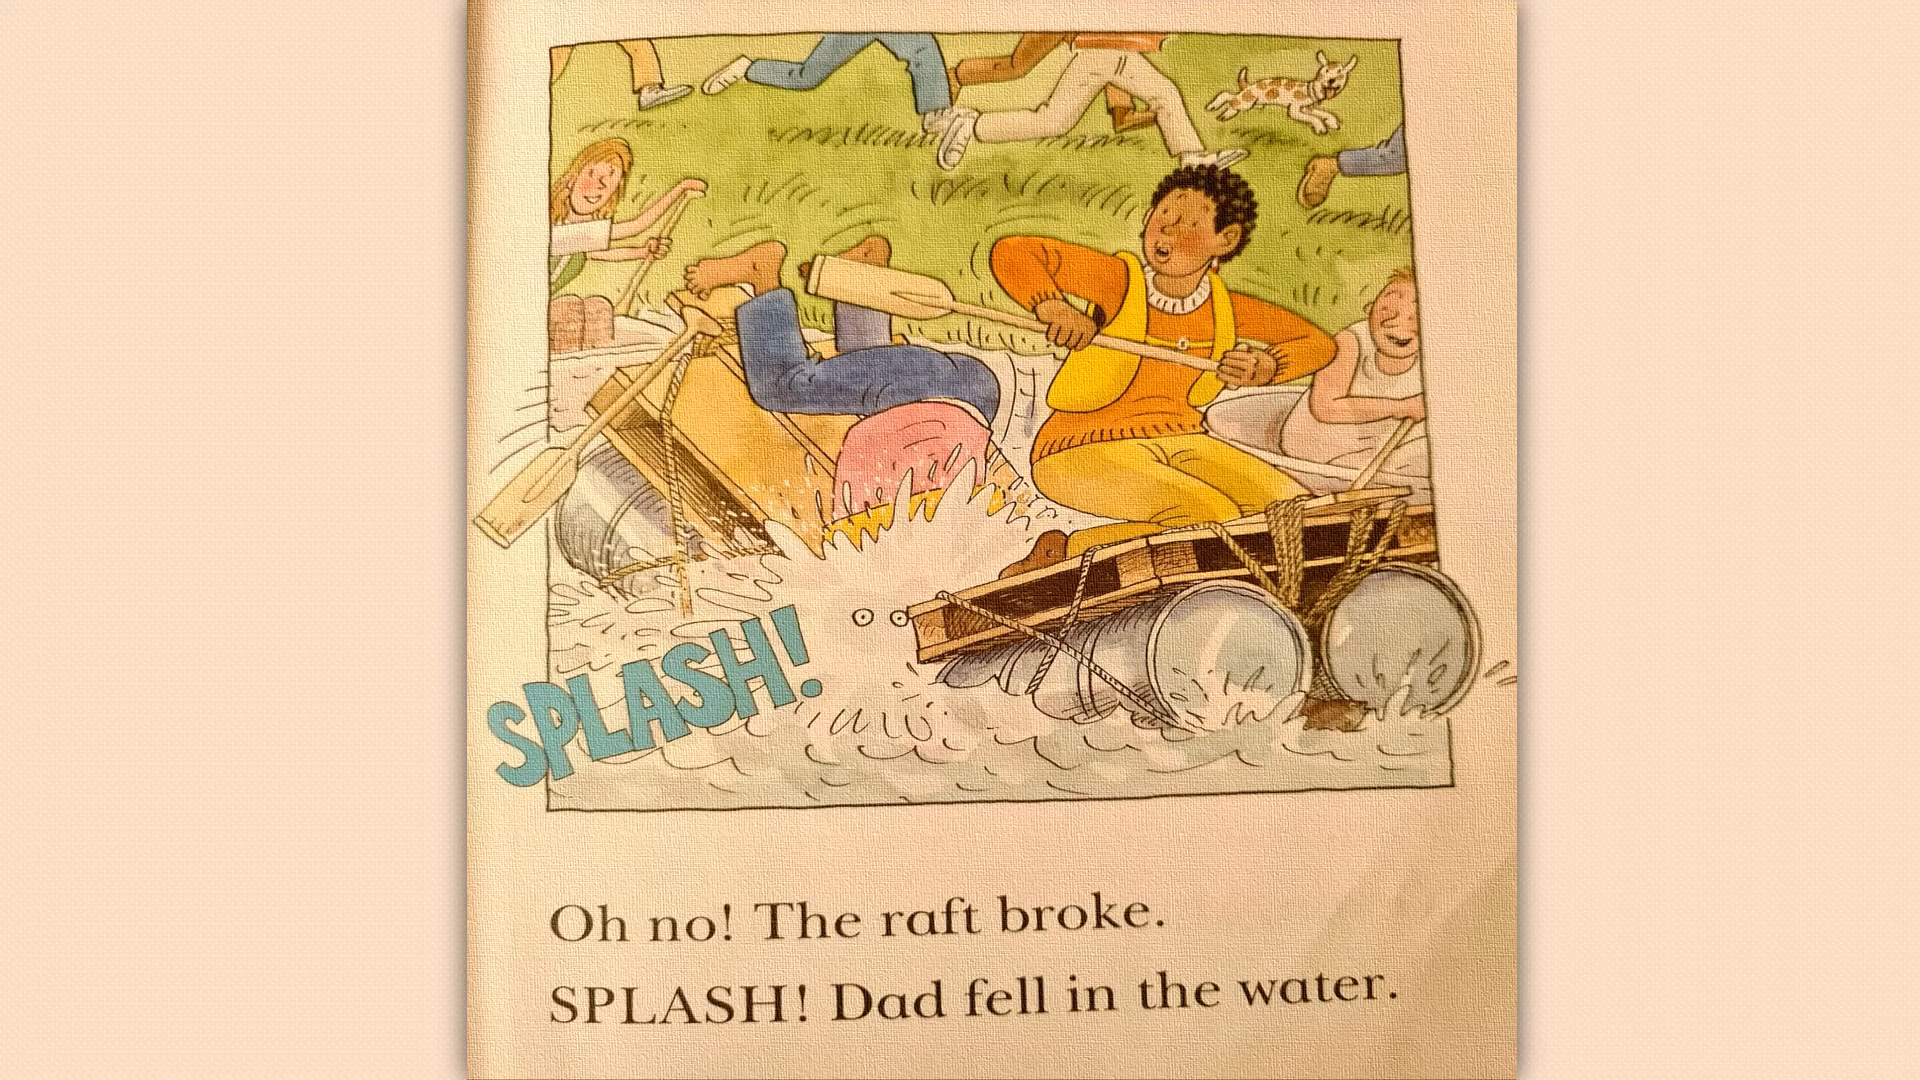 SPLASH!
Oh no! The raft broke.
SPLASH! Dad fell in the water.